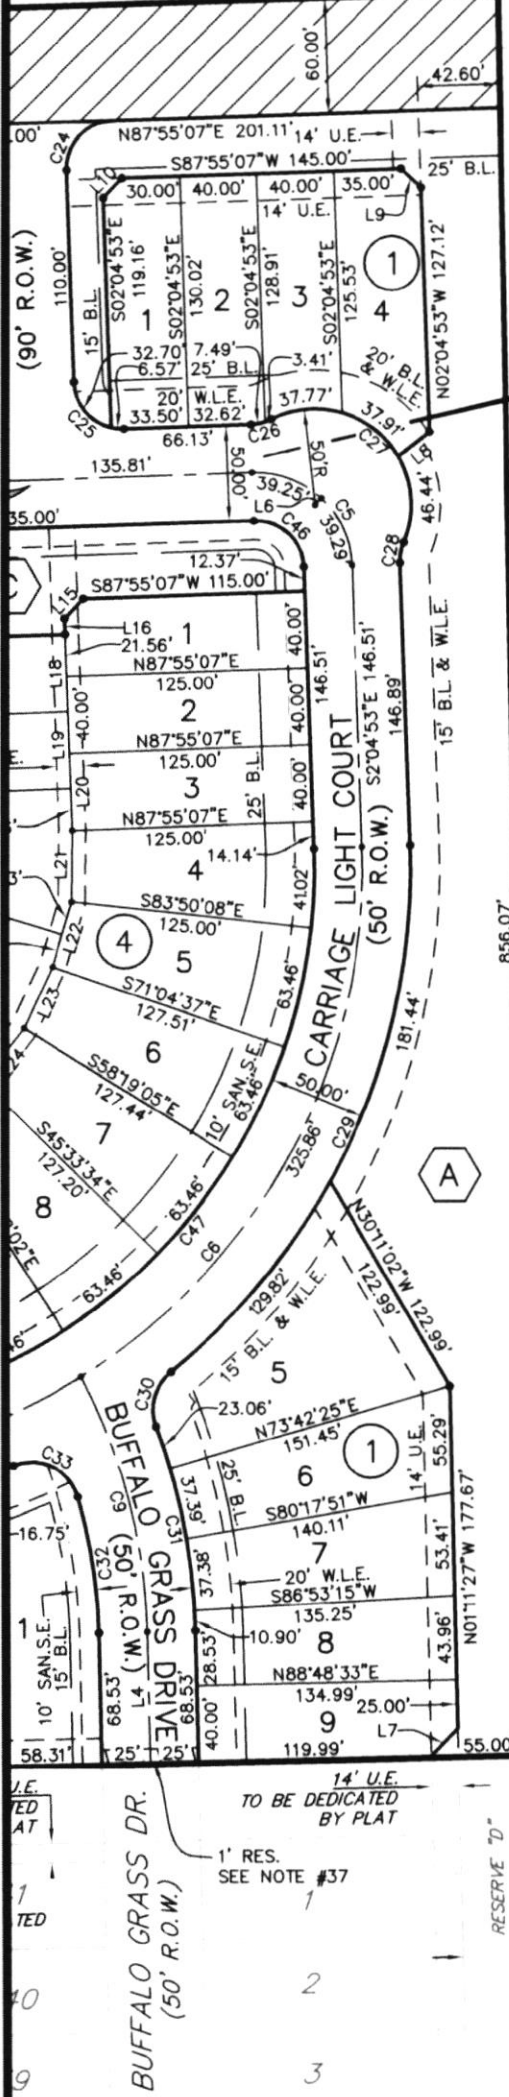 60.00'
42.60'
.00'
C24
N87°55'07"E 201.11'
14' U.E.
S87°55'07"W 145.00'
25' B.L.
L10
30.00'
40.00'
40.00'
35.00'
14' U.E.
L9
(90' R.O.W.)
110.00'
15' B.L.
S02°04'53"E
119.16'
S02°04'53"E
130.02'
S02°04'53"E
128.91'
S02°04'53"E
125.53'
N02°04'53"W 127.12'
1
2
3
4
1
32.70'
7.49'
3.41'
6.57'
25' B.L.
20' B.L.
& W.L.E.
20'
W.L.E.
37.77'
37.91'
C25
33.50'
32.62'
C26
C27
L8
66.13'
50'R
135.81'
50.00'
39.25'
L6
C5
39.29'
46.44'
35.00'
C46
C28
12.37'
S87°55'07"W 115.00'
L15
L16
21.56'
1
L18
N87°55'07"E
125.00'
40.00'
146.51'
40.00'
2
L19
40.00'
N87°55'07"E
125.00'
L20
3
25' B.L.
40.00'
N87°55'07"E
125.00'
14.14'
4
L21
41.02'
S83°50'08"E
125.00'
S2°04'53"E 146.51'
146.89'
15' B.L. & W.L.E.
CARRIAGE LIGHT COURT
(50' R.O.W.)
856.07'
L22
4
5
63.46'
S71°04'37"E
127.51'
L23
6
181.44'
S58°19'05"E
127.44'
10' SAN.S.E.
63.46'
50.00'
C29
325.86'
7
S45°33'34"E
127.20'
8
63.46'
C47
C6
63.46'
A
N30°11'02"W 122.99'
122.99'
129.82'
15' B.L. & W.L.E.
5
C30
23.06'
N73°42'25"E
151.45'
1
14' U.E.
55.29'
6
C33
BUFFALO GRASS DRIVE
(50' R.O.W.)
C9
37.39'
C31
25' B.L.
S80°17'51"W
140.11'
7
53.41'
N01°11'27"W 177.67'
16.75'
C32
37.38'
20' W.L.E.
S86°53'15"W
135.25'
10.90'
8
43.96'
1
10' SAN.S.E.
15' B.L.
68.53'
L4
68.53'
28.53'
N88°48'33"E
134.99'
25.00'
40.00'
9
L7
58.31'
25'
25'
119.99'
55.00
U.E.
14' U.E.
TO BE DEDICATED
BY PLAT
TED
AT
1' RES.
SEE NOTE #37
BUFFALO GRASS DR.
(50' R.O.W.)
RESERVE "D"
1
1
TED
2
3
9